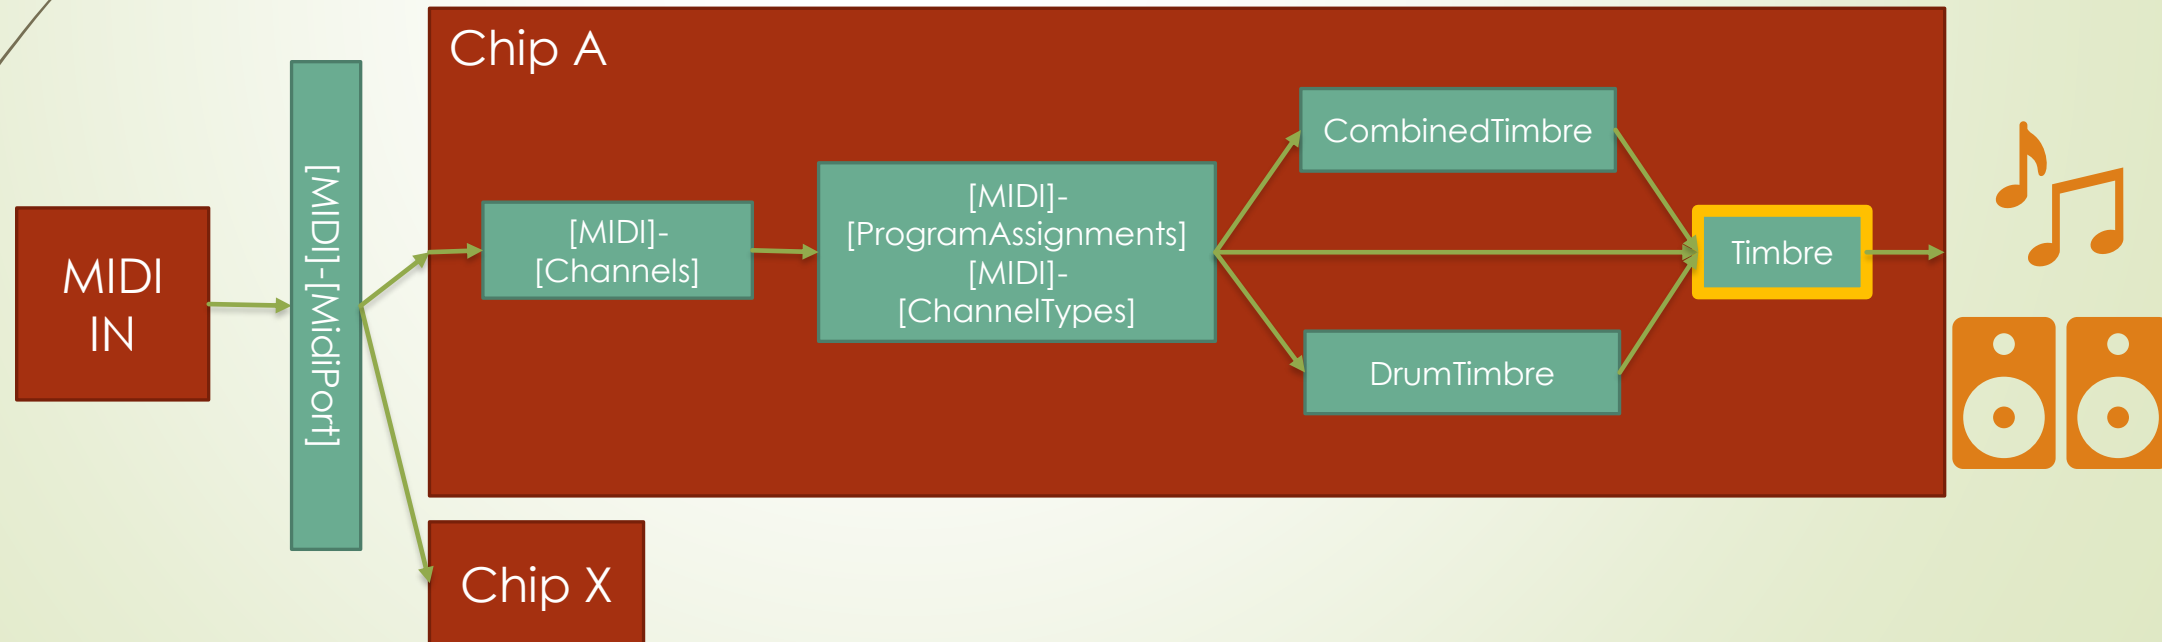 Chip A
MIDI
IN
[MIDI]-[MidiPort]
[MIDI]-
[Channels]
[MIDI]-
[ProgramAssignments]
[MIDI]-
[ChannelTypes]
CombinedTimbre
Timbre
DrumTimbre
Chip X